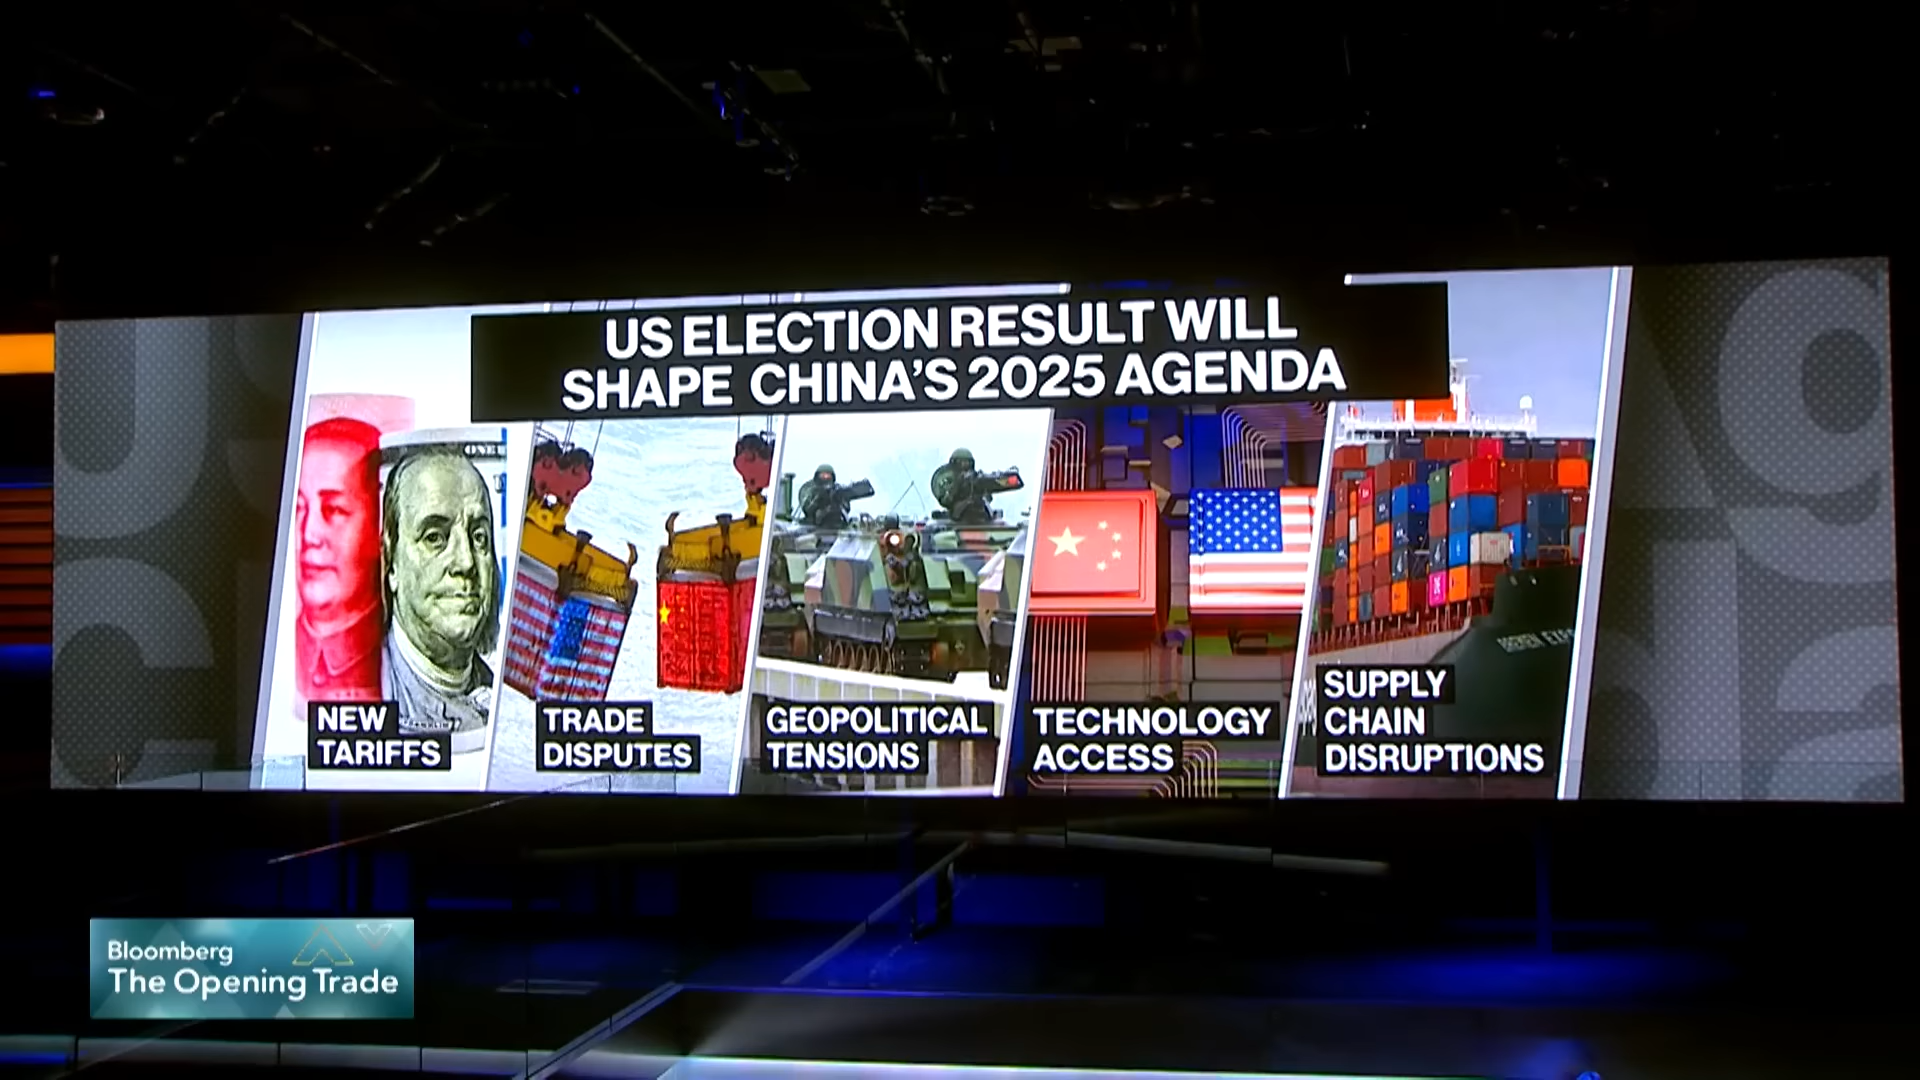 US ELECTION RESULT WILL
SHAPE CHINA'S 2025 AGENDA
ONE
NEW
TARIFFS
TRADE
DISPUTES
GEOPOLITICAL
TENSIONS
TECHNOLOGY
ACCESS
SUPPLY
CHAIN
DISRUPTIONS
Bloomberg
The Opening Trade